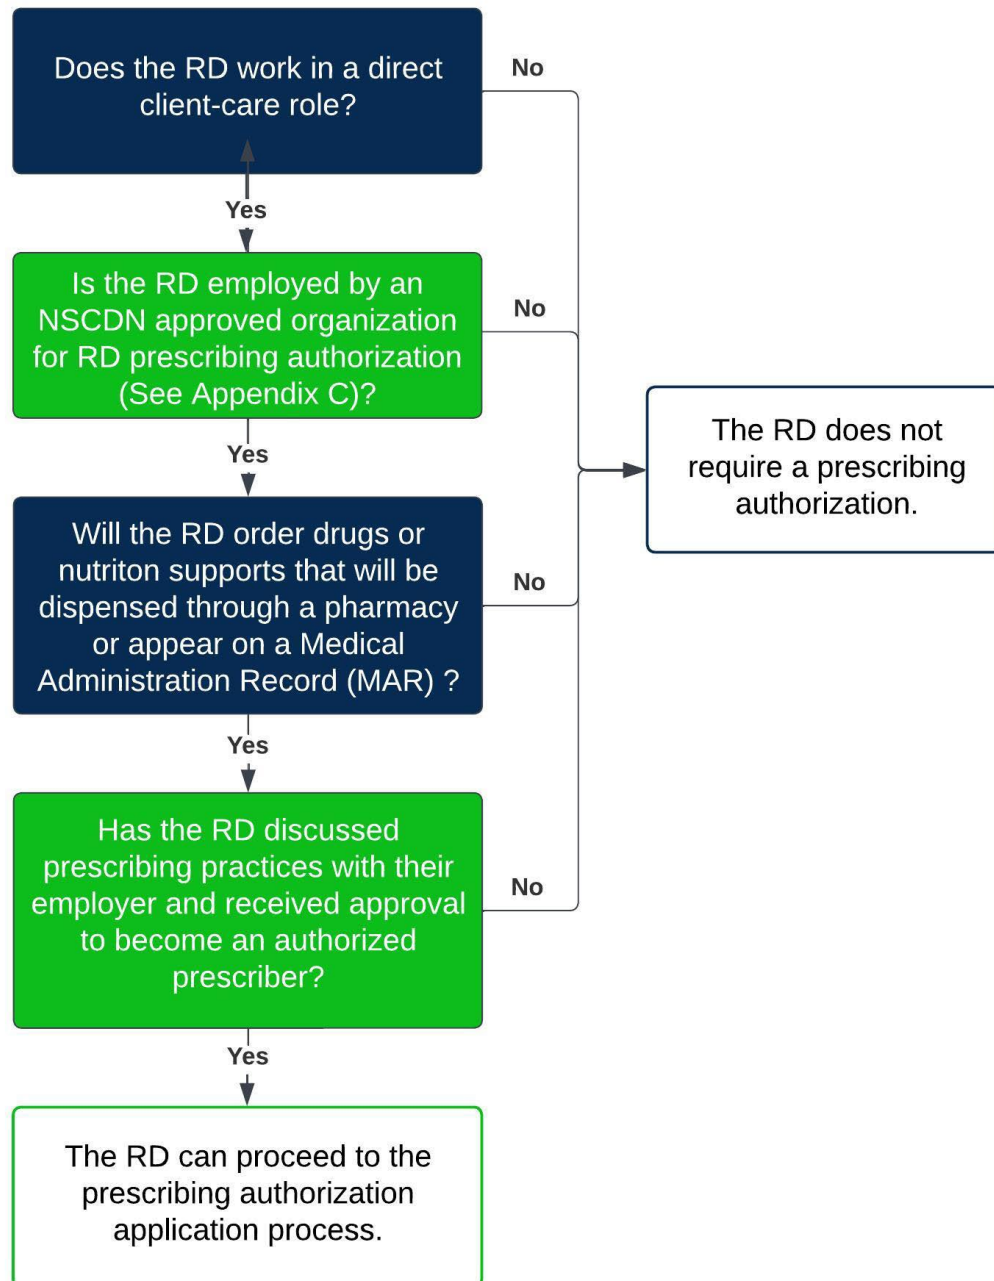 Does the RD work in a direct
client-care role?
No
Yes
Is the RD employed by an
NSCDN approved organization
for RD prescribing authorization
(See Appendix C)?
No
Yes
The RD does not
require a prescribing
authorization.
Will the RD order drugs or
nutriton supports that will be
dispensed through a pharmacy
or appear on a Medical
Administration Record (MAR) ?
No
Yes
Has the RD discussed
prescribing practices with their
employer and received approval
to become an authorized
prescriber?
No
Yes
The RD can proceed to the
prescribing authorization
application process.